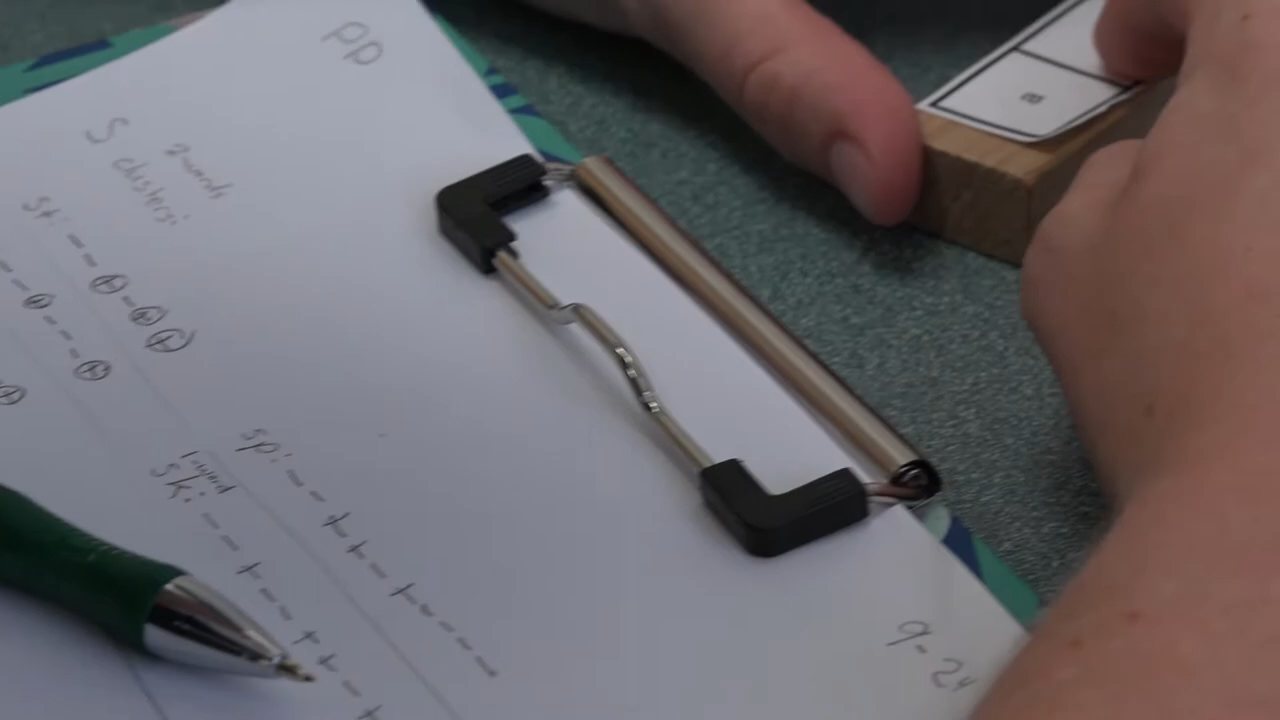 pp
9-24
S clusters:
2 words
st: - - ⊕ - ⊕ ⊕
- - ⊕ - - - ⊕
⊕
sp: - - + + - + - - - -
1 word
sk: - - + - - + + - +